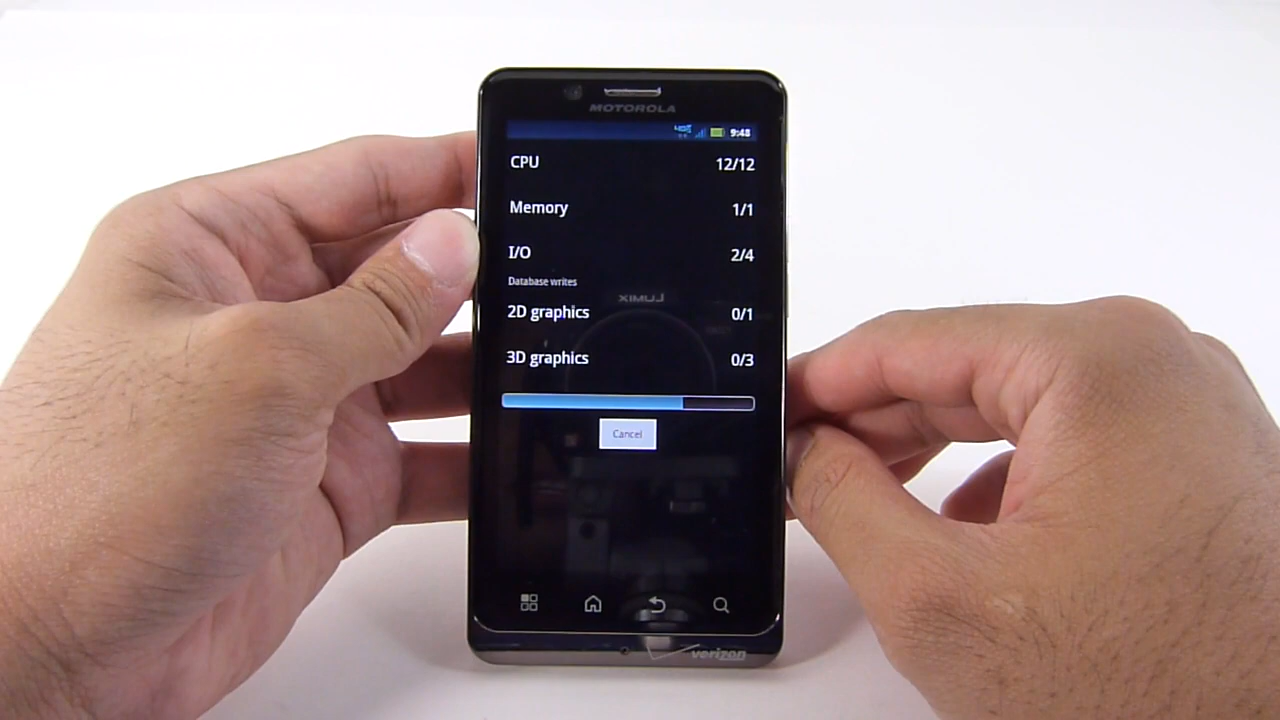 MOTOROLA
4G 9:48
CPU 12/12
Memory 1/1
I/O 2/4
Database writes
LUMIX
2D graphics 0/1
3D graphics 0/3
Cancel
verizon